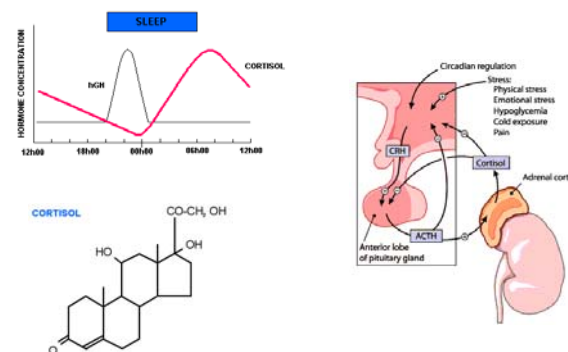 SLEEP
HORMONE CONCENTRATION
hGH
CORTISOL
12h00
18h00
00h00
06h00
12h00
CORTISOL
CO-CH₂ OH
HO
OH
O
Circadian regulation
Stress:
Physical stress
Emotional stress
Hypoglycemia
Cold exposure
Pain
CRH
Cortisol
Adrenal cort
ACTH
Anterior lobe
of pituitary gland